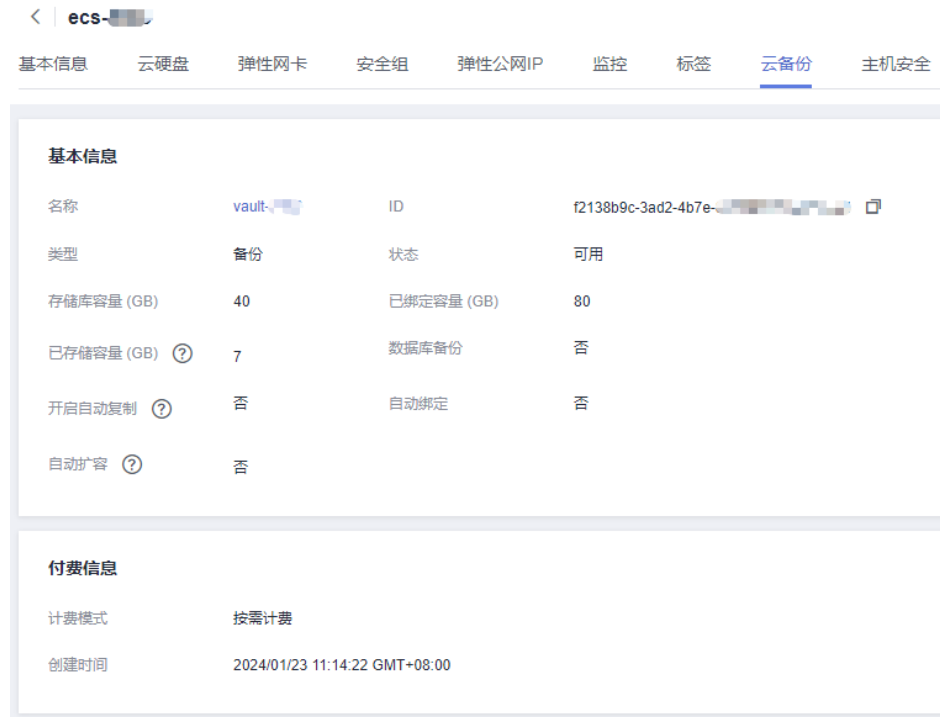 ecs-
基本信息 云硬盘 弹性网卡 安全组 弹性公网IP 监控 标签 云备份 主机安全
基本信息
名称 vault- ID f2138b9c-3ad2-4b7e-
类型 备份 状态 可用
存储库容量 (GB) 40 已绑定容量 (GB) 80
已存储容量 (GB) ? 7 数据库备份 否
开启自动复制 ? 否 自动绑定 否
自动扩容 ? 否
付费信息
计费模式 按需计费
创建时间 2024/01/23 11:14:22 GMT+08:00